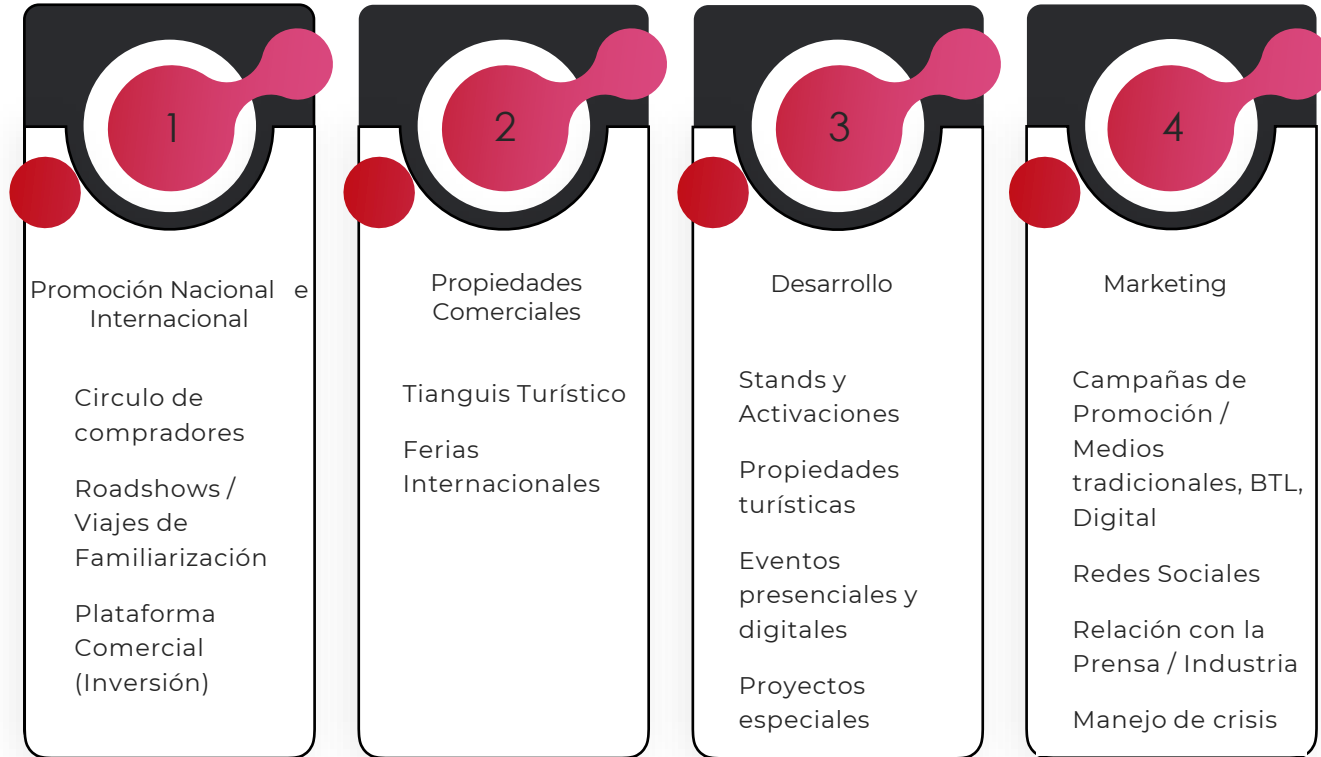 1
Promoción Nacional e
Internacional
Circulo de
compradores
Roadshows /
Viajes de
Familiarización
Plataforma
Comercial
(Inversión)
2
Propiedades
Comerciales
Tianguis Turístico
Ferias
Internacionales
3
Desarrollo
Stands y
Activaciones
Propiedades
turísticas
Eventos
presenciales y
digitales
Proyectos
especiales
4
Marketing
Campañas de
Promoción /
Medios
tradicionales, BTL,
Digital
Redes Sociales
Relación con la
Prensa / Industria
Manejo de crisis